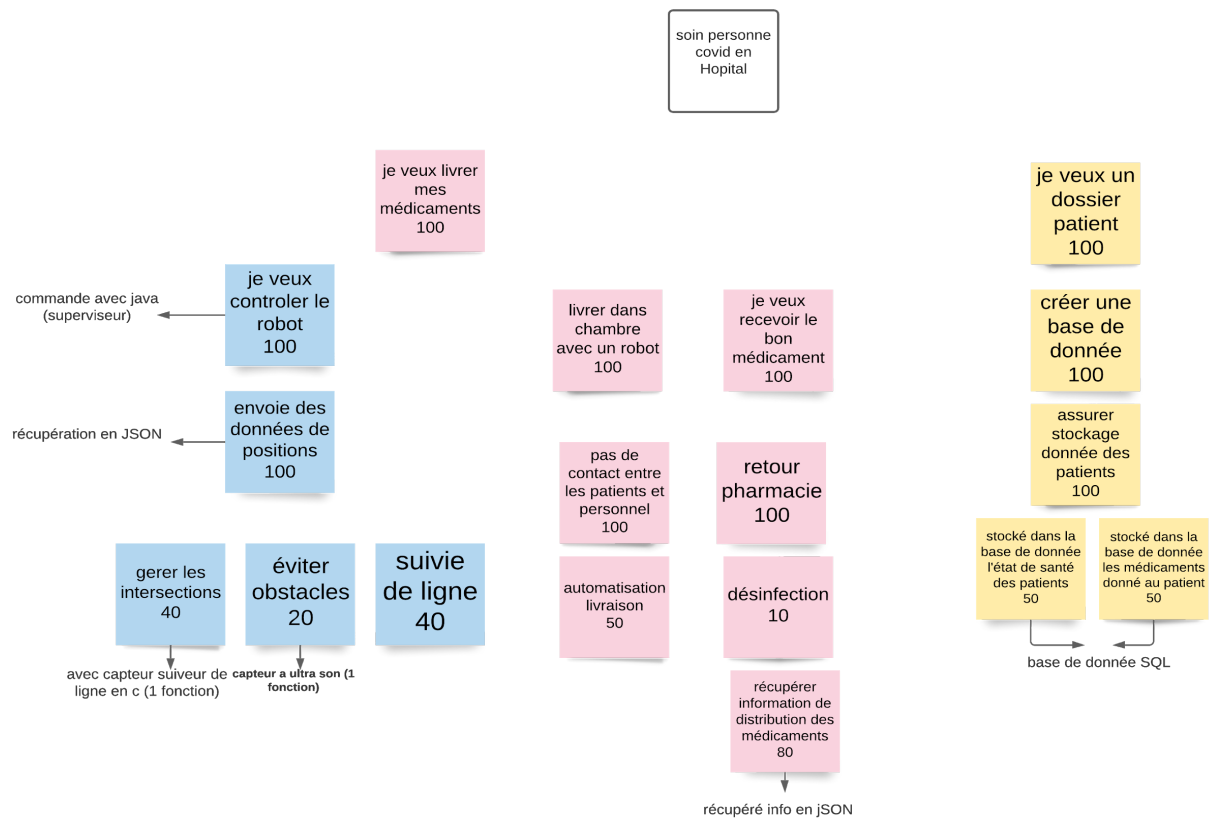 soin personne
covid en
Hopital
je veux livrer
mes
médicaments
100
je veux un
dossier
patient
100
je veux
controler le
robot
100
commande avec java
(superviseur)
livrer dans
chambre
avec un robot
100
je veux
recevoir le
bon
médicament
100
créer une
base de
donnée
100
envoie des
données de
positions
100
récupération en JSON
pas de
contact entre
les patients et
personnel
100
retour
pharmacie
100
assurer
stockage
donnée des
patients
100
gerer les
intersections
40
éviter
obstacles
20
suivie
de ligne
40
automatisation
livraison
50
désinfection
10
stocké dans la
base de donnée
l'état de santé
des patients
50
stocké dans la
base de donnée
les médicaments
donné au patient
50
avec capteur suiveur de
ligne en c (1 fonction)
capteur a ultra son (1
fonction)
base de donnée SQL
récupérer
information de
distribution des
médicaments
80
récupéré info en jSON